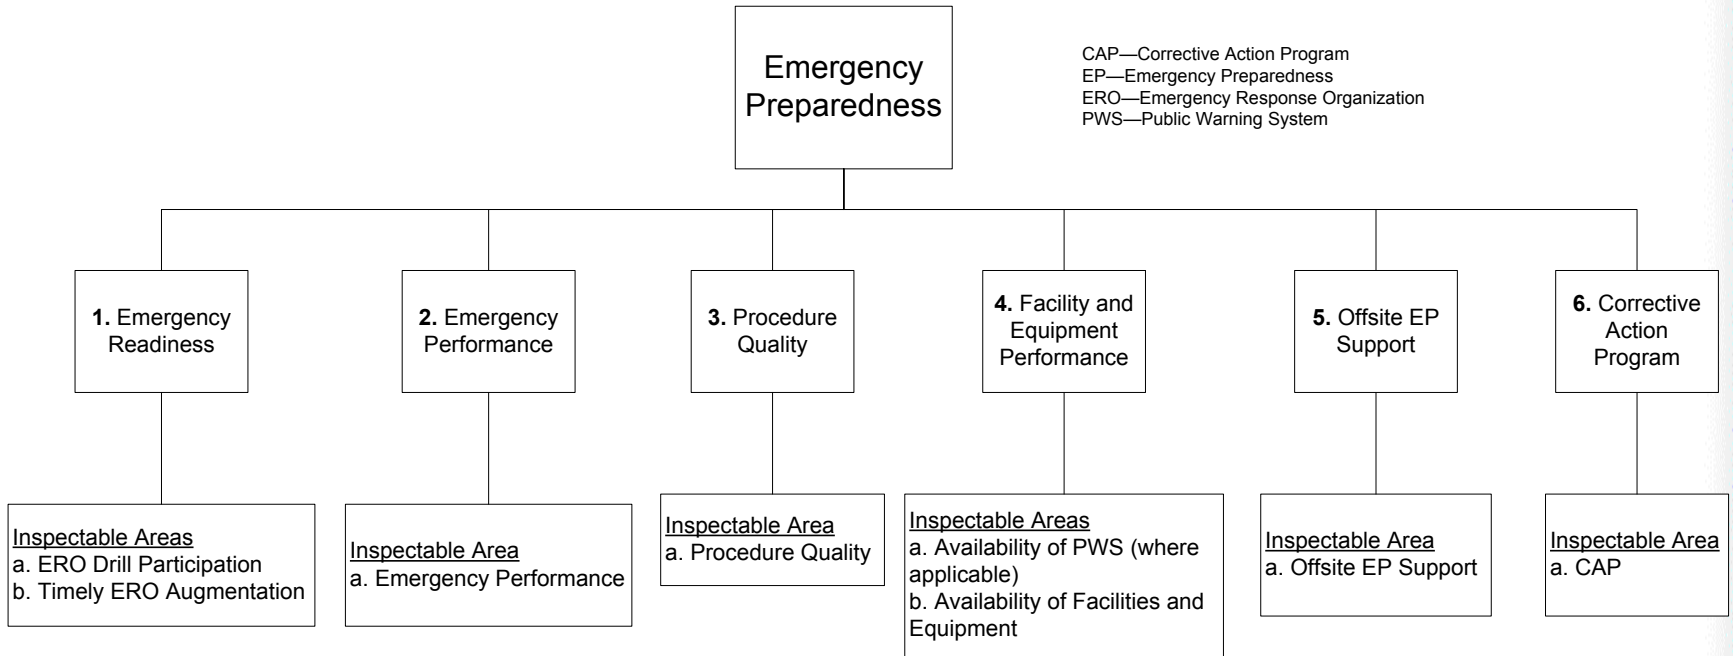 Emergency
Preparedness
CAP—Corrective Action Program
EP—Emergency Preparedness
ERO—Emergency Response Organization
PWS—Public Warning System
1. Emergency
Readiness
2. Emergency
Performance
3. Procedure
Quality
4. Facility and
Equipment
Performance
5. Offsite EP
Support
6. Corrective
Action
Program
Inspectable Areas
a. ERO Drill Participation
b. Timely ERO Augmentation
Inspectable Area
a. Emergency Performance
Inspectable Area
a. Procedure Quality
Inspectable Areas
a. Availability of PWS (where
applicable)
b. Availability of Facilities and
Equipment
Inspectable Area
a. Offsite EP Support
Inspectable Area
a. CAP